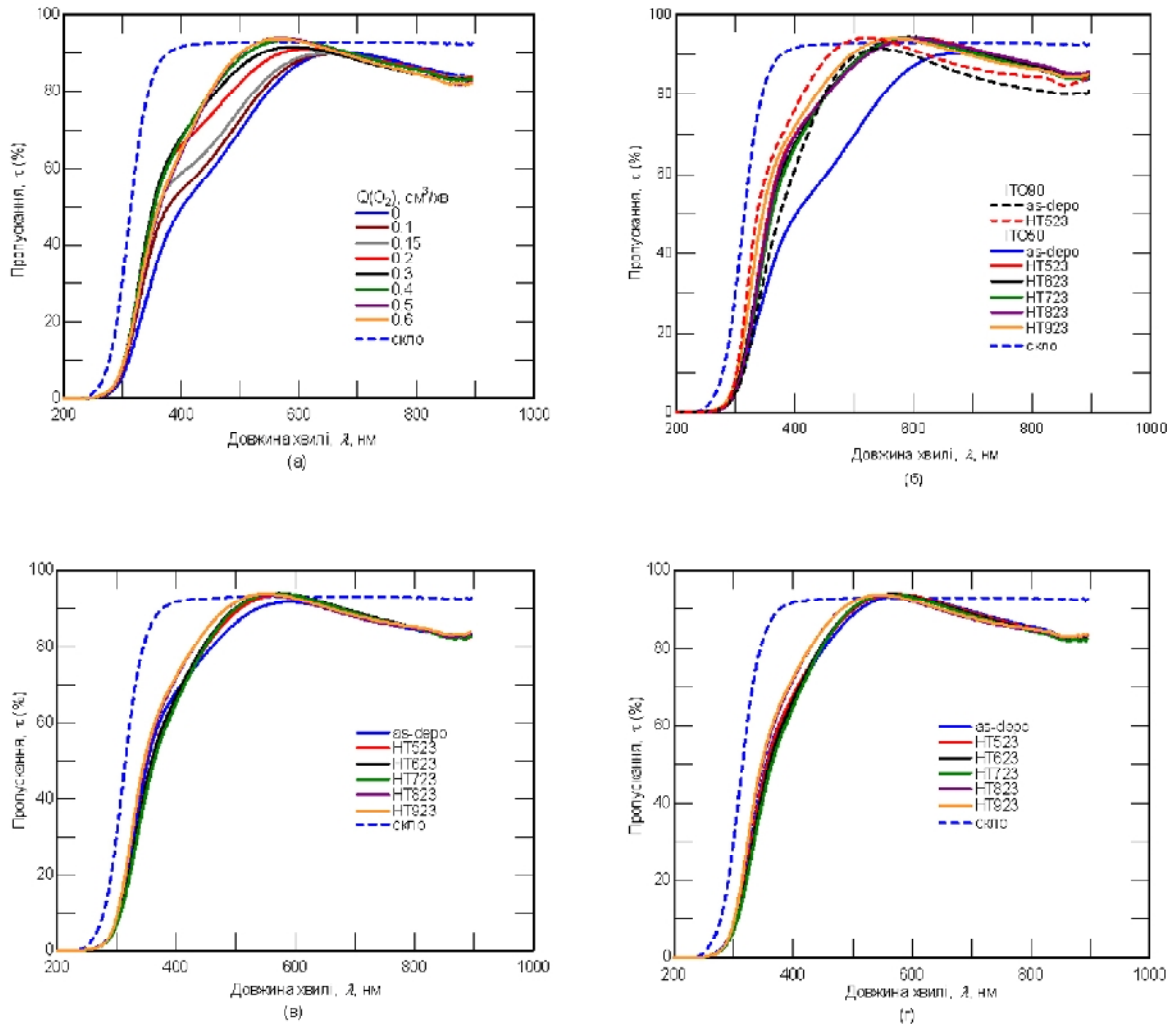 100
80
60
40
20
0
Пропускання, τ (%)
Q(O₂), см³/хв
0
0.1
0.15
0.2
0.3
0.4
0.5
0.6
скло
200 400 600 800 1000
Довжина хвилі, λ, нм
(а)
100
80
60
40
20
0
Пропускання, τ (%)
ITO90
as-depo
HT523
ITO50
as-depo
HT523
HT623
HT723
HT823
HT923
скло
200 400 600 800 1000
Довжина хвилі, λ, нм
(б)
100
80
60
40
20
0
Пропускання, τ (%)
as-depo
HT523
HT623
HT723
HT823
HT923
скло
200 400 600 800 1000
Довжина хвилі, λ, нм
(в)
100
80
60
40
20
0
Пропускання, τ (%)
as-depo
HT523
HT623
HT723
HT823
HT923
скло
200 400 600 800 1000
Довжина хвилі, λ, нм
(г)